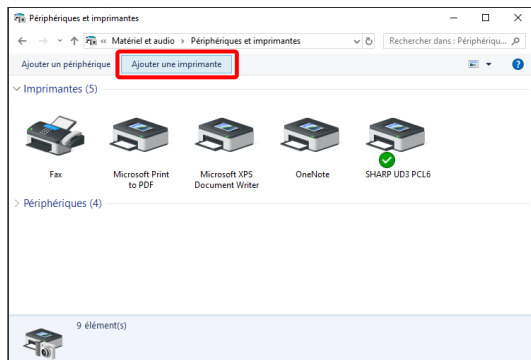 Périphériques et imprimantes
« Matériel et audio › Périphériques et imprimantes
Rechercher dans : Périphériqu...
Ajouter un périphérique
Ajouter une imprimante
Imprimantes (5)
Fax
Microsoft Print
to PDF
Microsoft XPS
Document Writer
OneNote
SHARP UD3 PCL6
Périphériques (4)
9 élément(s)